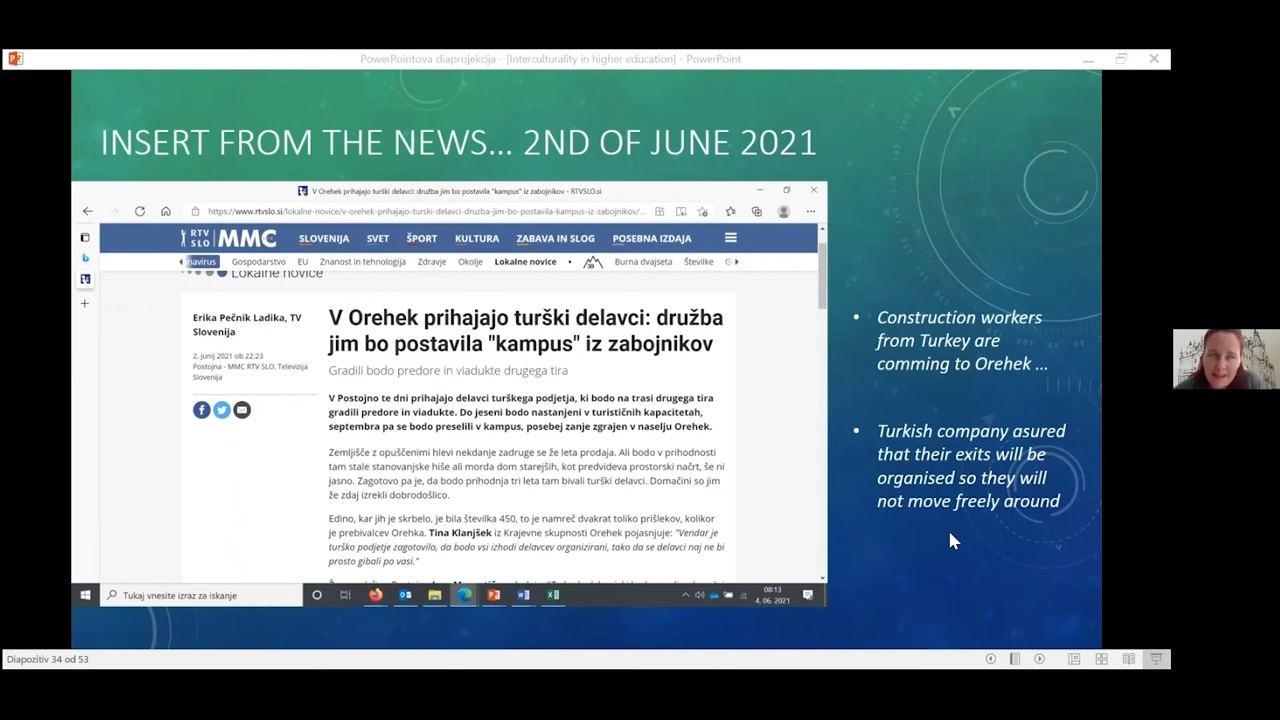 PowerPointova diaprojekcija - [Interculturality in higher education] - PowerPoint
INSERT FROM THE NEWS... 2ND OF JUNE 2021
V Orehek prihajajo turški delavci: družba jim bo postavila "kampus" iz zabojnikov - RTVSLO.si
https://www.rtvslo.si/lokalne-novice/v-orehek-prihajajo-turski-delavci-druzba-jim-bo-postavila-kampus-iz-zabojnikov/...
RTV SLO MMC SLOVENIJA SVET ŠPORT KULTURA ZABAVA IN SLOG POSEBNA IZDAJA
navirus Gospodarstvo EU Znanost in tehnologija Zdravje Okolje Lokalne novice • 30 Burna dvajseta Številke
Lokalne novice
Erika Pečnik Ladika, TV
Slovenija
2. junij 2021 ob 22:23
Postojna - MMC RTV SLO, Televizija
Slovenija
V Orehek prihajajo turški delavci: družba
jim bo postavila "kampus" iz zabojnikov
Gradili bodo predore in viadukte drugega tira
V Postojno te dni prihajajo delavci turškega podjetja, ki bodo na trasi drugega tira
gradili predore in viadukte. Do jeseni bodo nastanjeni v turističnih kapacitetah,
septembra pa se bodo preselili v kampus, posebej zanje zgrajen v naselju Orehek.
Zemljišče z opuščenimi hlevi nekdanje zadruge se že leta prodaja. Ali bodo v prihodnosti
tam stale stanovanjske hiše ali morda dom starejših, kot predvideva prostorski načrt, še ni
jasno. Zagotovo pa je, da bodo prihodnja tri leta tam bivali turški delavci. Domačini so jim
že zdaj izrekli dobrodošlico.
Edino, kar jih je skrbelo, je bila številka 450, to je namreč dvakrat toliko prišlekov, kolikor
je prebivalcev Orehka. Tina Klanjšek iz Krajevne skupnosti Orehek pojasnjuje: "Vendar je
turško podjetje zagotovilo, da bodo vsi izhodi delavcev organizirani, tako da se delavci naj ne bi
prosto gibali po vasi."
Tukaj vnesite izraz za iskanje
08:13
4. 06. 2021
• Construction workers
from Turkey are
comming to Orehek ...
• Turkish company asured
that their exits will be
organised so they will
not move freely around
Diapozitiv 34 od 53